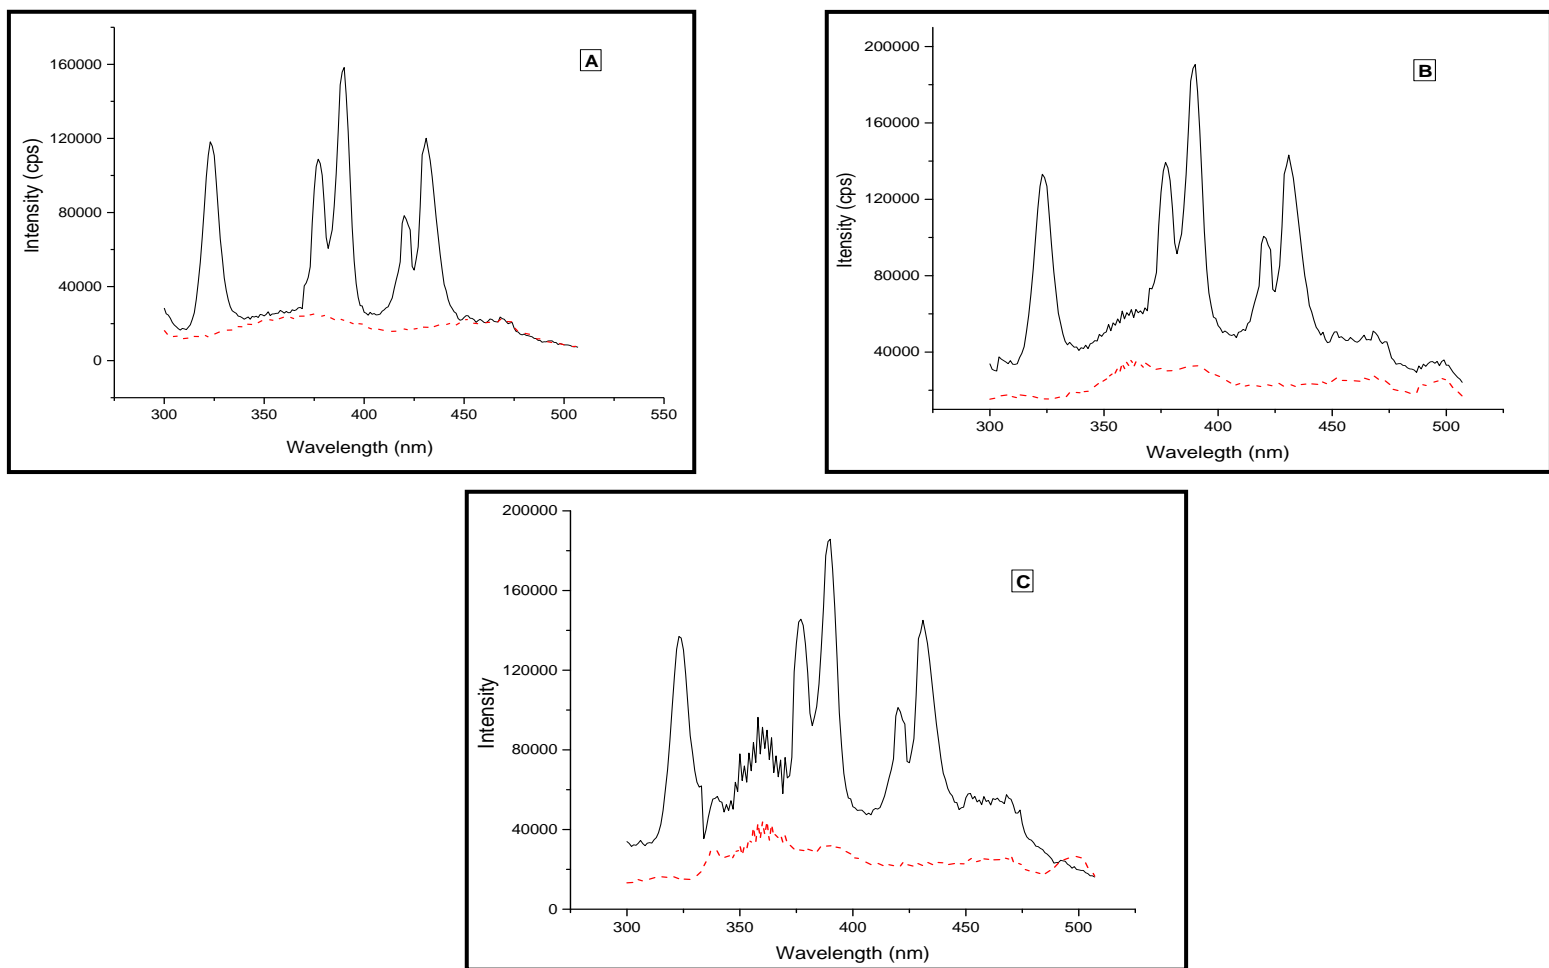 A
Intensity (cps)
160000
120000
80000
40000
0
300 350 400 450 500 550
Wavelength (nm)
B
Itensity (cps)
200000
160000
120000
80000
40000
300 350 400 450 500
Wavelegth (nm)
C
Intensity
200000
160000
120000
80000
40000
0
300 350 400 450 500
Wavelength (nm)